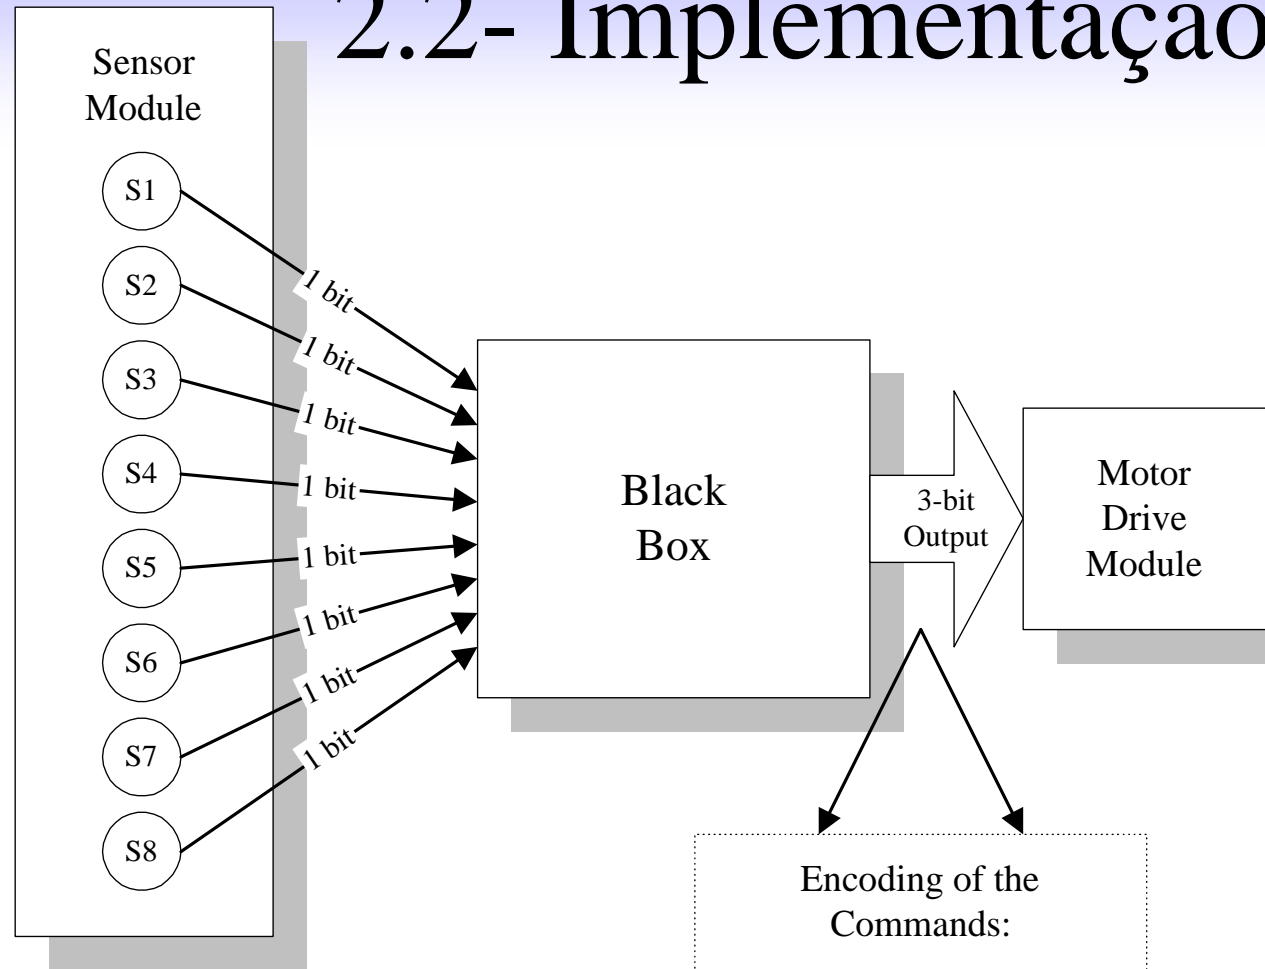 2.2- Implementação
Sensor
Module
S1
S2
S3
S4
S5
S6
S7
S8
1 bit
1 bit
1 bit
1 bit
1 bit
1 bit
1 bit
1 bit
Black
Box
3-bit
Output
Motor
Drive
Module
Encoding of the
Commands: